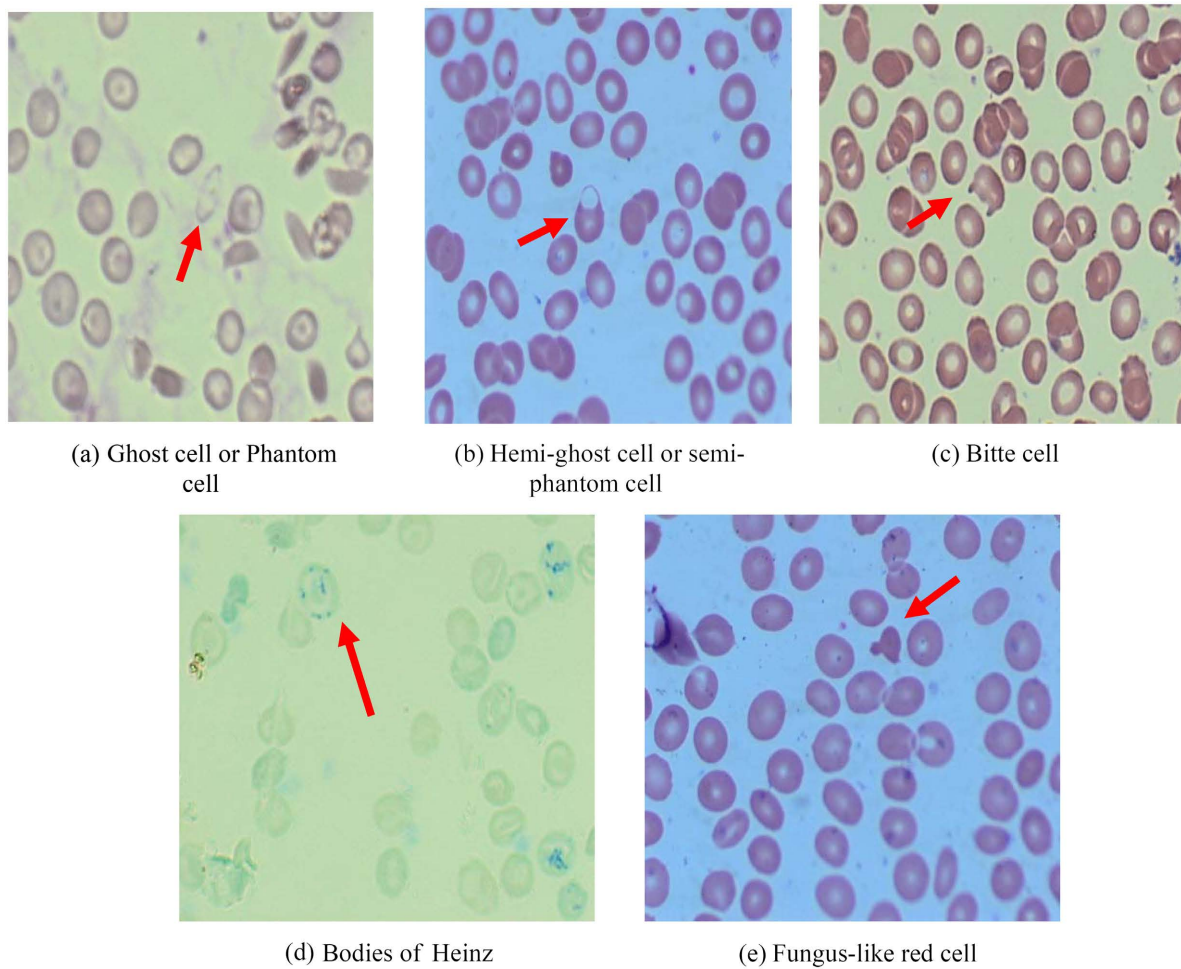 (a) Ghost cell or Phantom
cell
(b) Hemi-ghost cell or semi-
phantom cell
(c) Bitte cell
(d) Bodies of Heinz
(e) Fungus-like red cell